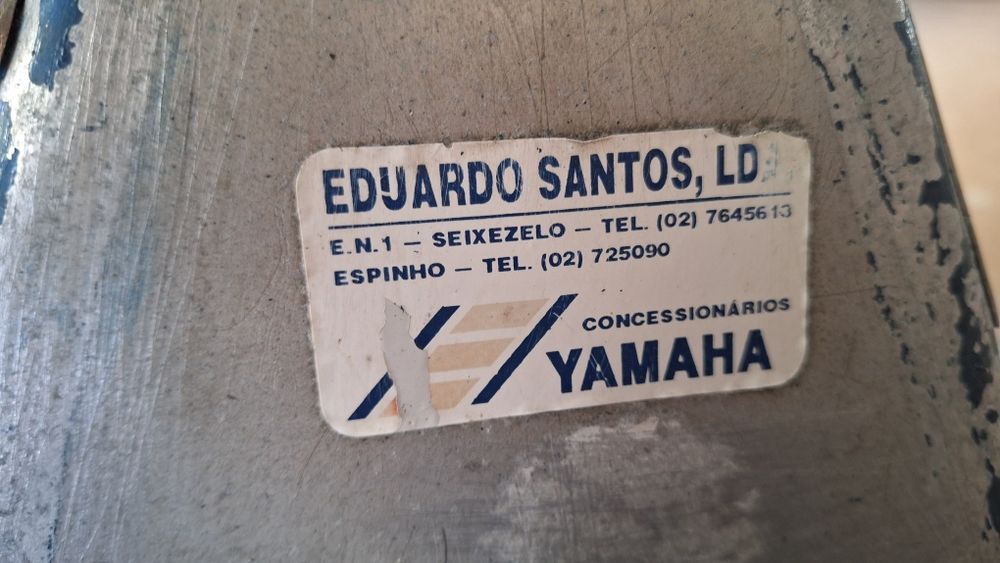 EDUARDO SANTOS, LD.
E.N.1 — SEIXEZELO — TEL. (02) 7645613
ESPINHO — TEL. (02) 725090
CONCESSIONÁRIOS
YAMAHA